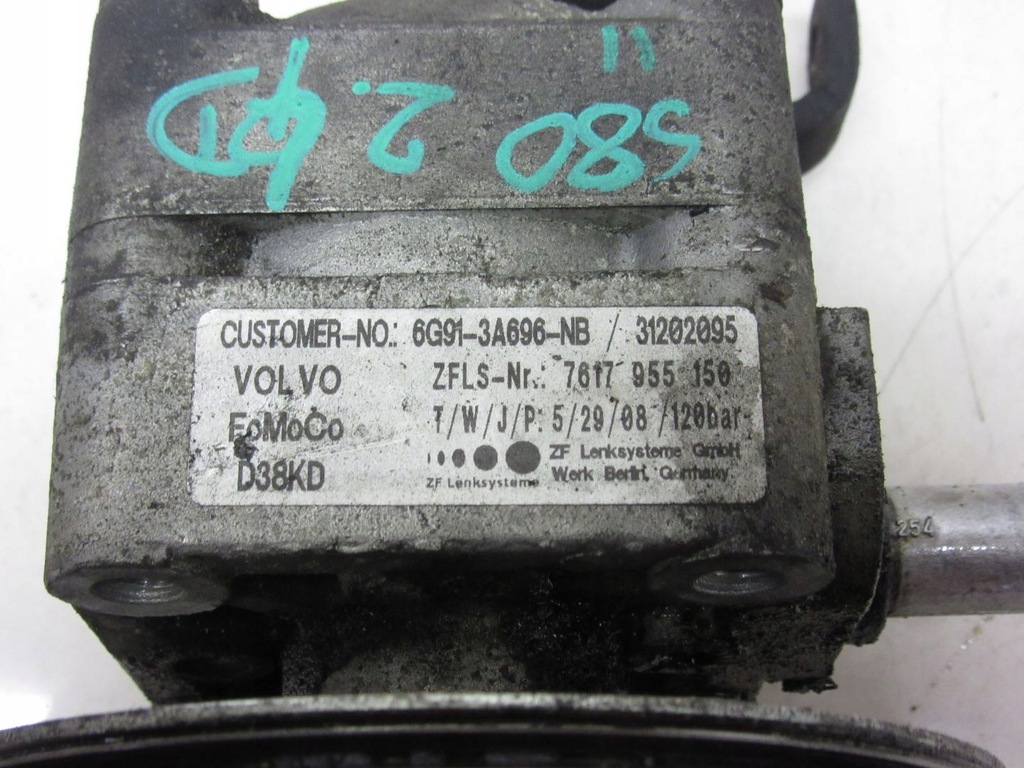 S80 2.4D
11
CUSTOMER-NO.: 6G91-3A696-NB / 31202095
VOLVO ZFLS-Nr.: 7617 955 150
FoMoCo T/W/J/P: 5/29/08 /120bar
D38KD ZF Lenksysteme ZF Lenksysteme GmbH
Werk Berlin, Germany
254